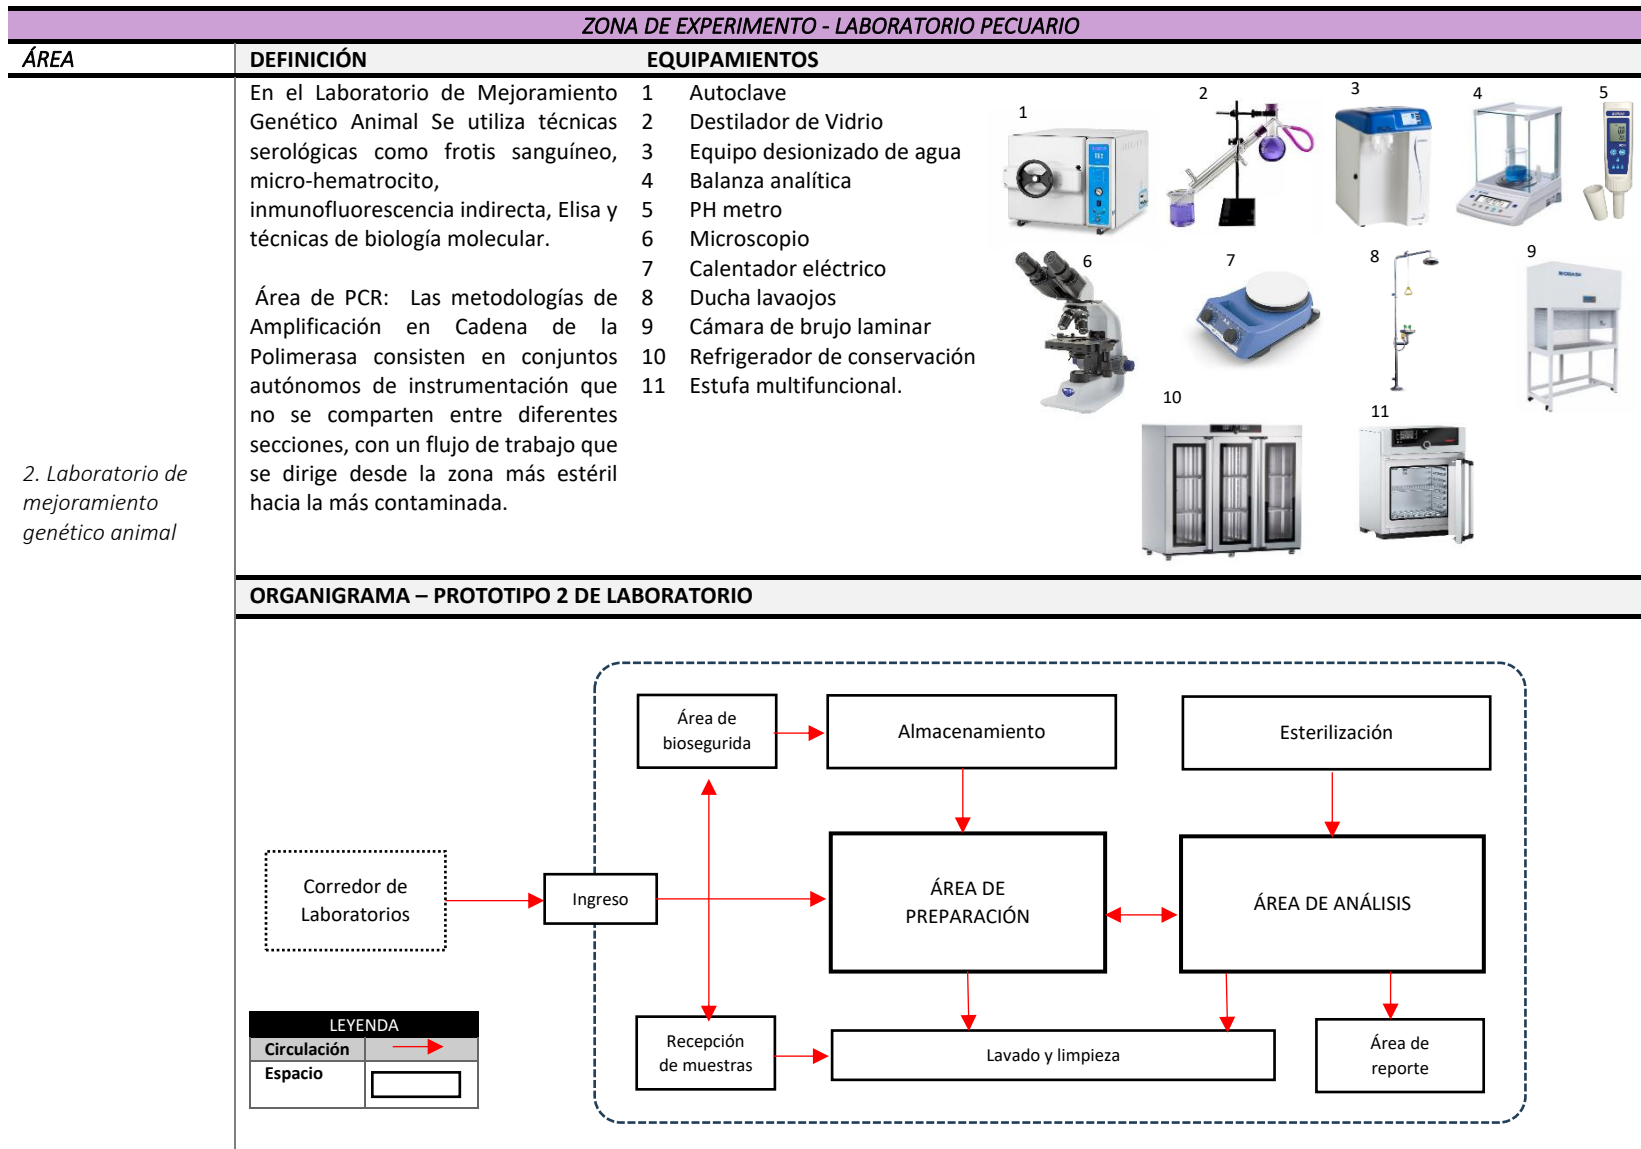 ZONA DE EXPERIMENTO - LABORATORIO PECUARIO
ÁREA
DEFINICIÓN
EQUIPAMIENTOS
2. Laboratorio de
mejoramiento
genético animal
En el Laboratorio de Mejoramiento
Genético Animal Se utiliza técnicas
serológicas como frotis sanguíneo,
micro-hematrocito,
inmunofluorescencia indirecta, Elisa y
técnicas de biología molecular.
Área de PCR: Las metodologías de
Amplificación en Cadena de la
Polimerasa consisten en conjuntos
autónomos de instrumentación que
no se comparten entre diferentes
secciones, con un flujo de trabajo que
se dirige desde la zona más estéril
hacia la más contaminada.
1 Autoclave
2 Destilador de Vidrio
3 Equipo desionizado de agua
4 Balanza analítica
5 PH metro
6 Microscopio
7 Calentador eléctrico
8 Ducha lavaojos
9 Cámara de brujo laminar
10 Refrigerador de conservación
11 Estufa multifuncional.
1
2
3
4
5
6
7
8
9
10
11
ORGANIGRAMA – PROTOTIPO 2 DE LABORATORIO
Área de
biosegurida
Almacenamiento
Esterilización
Corredor de
Laboratorios
Ingreso
ÁREA DE
PREPARACIÓN
ÁREA DE ANÁLISIS
Recepción
de muestras
Lavado y limpieza
Área de
reporte
LEYENDA
Circulación
Espacio